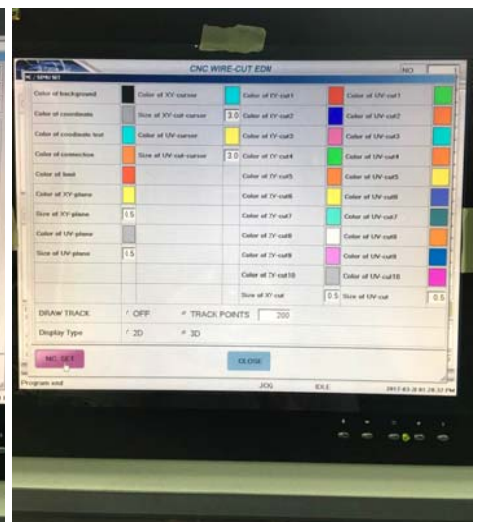 CNC WIRE-CUT EDM NO 1
NC / SIMU SET
Color of background Color of XY-cursor Color of XY-cut1 Color of UV-cut1
Color of coordinate Size of XY-cut-cursor 3.0 Color of XY-cut2 Color of UV-cut2
Color of coordinate text Color of UV-cursor Color of XY-cut3 Color of UV-cut3
Color of connection Size of UV-cut-cursor 3.0 Color of XY-cut4 Color of UV-cut4
Color of limit Color of XY-cut5 Color of UV-cut5
Color of XY-plane Color of XY-cut6 Color of UV-cut6
Size of XY-plane 1.5 Color of XY-cut7 Color of UV-cut7
Color of UV-plane Color of XY-cut8 Color of UV-cut8
Size of UV-plane 1.5 Color of XY-cut9 Color of UV-cut9
Color of XY-cut10 Color of UV-cut10
Size of XY-cut 0.5 Size of UV-cut 0.5
DRAW TRACK OFF TRACK POINTS 200
Display Type 2D 3D
NC. SET CLOSE
Program end JOG IDLE